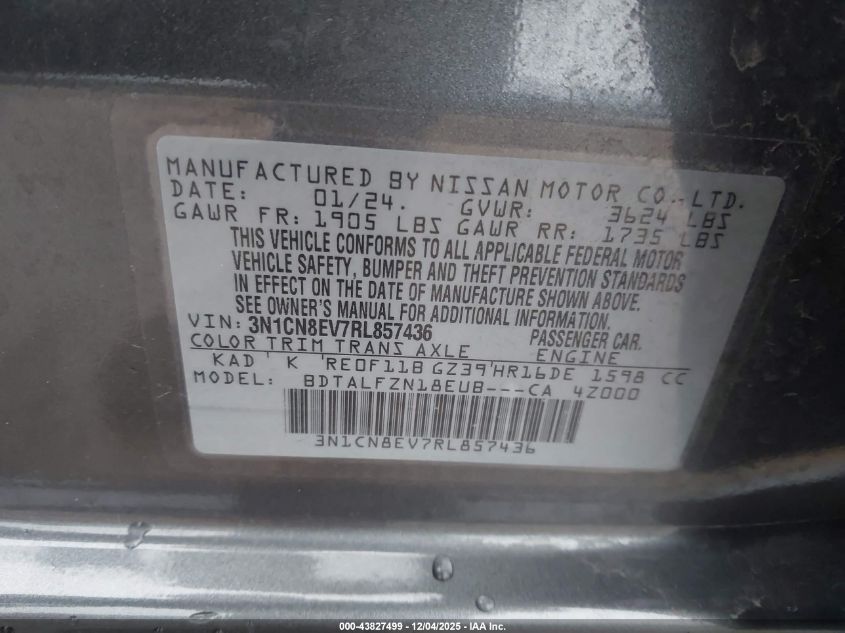 MANUFACTURED BY NISSAN MOTOR CO.,LTD.
DATE: 01/24. GVWR: 3624 LBS
GAWR FR: 1905 LBS GAWR RR: 1735 LBS
THIS VEHICLE CONFORMS TO ALL APPLICABLE FEDERAL MOTOR
VEHICLE SAFETY, BUMPER AND THEFT PREVENTION STANDARDS
IN EFFECT ON THE DATE OF MANUFACTURE SHOWN ABOVE.
SEE OWNER'S MANUAL FOR ADDITIONAL INFORMATION.
VIN: 3N1CN8EV7RL857436 PASSENGER CAR.
COLOR TRIM TRANS AXLE ENGINE
KAD ' K 'RE0F11B GZ39'HR16DE 1598 CC
MODEL: BDTALFZN18EUB---CA 4Z000
3N1CN8EV7RL857436
000-43827499 - 12/04/2025 - IAA Inc.